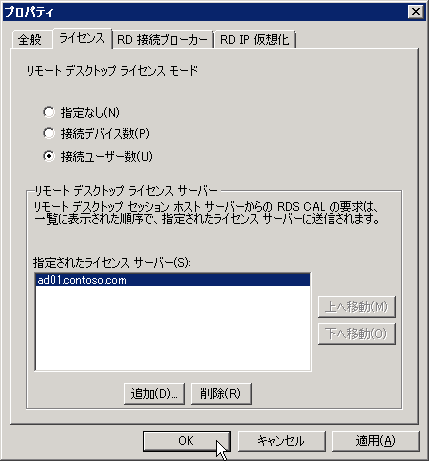 プロパティ
全般 ライセンス RD 接続ブローカー RD IP 仮想化
リモート デスクトップ ライセンス モード
指定なし(N)
接続デバイス数(P)
接続ユーザー数(U)
リモート デスクトップ ライセンス サーバー
リモート デスクトップ セッション ホスト サーバーからの RDS CAL の要求は、
一覧に表示された順序で、指定されたライセンス サーバーに送信されます。
指定されたライセンス サーバー(S):
ad01.contoso.com
上へ移動(M)
下へ移動(O)
追加(D)... 削除(R)
OK キャンセル 適用(A)